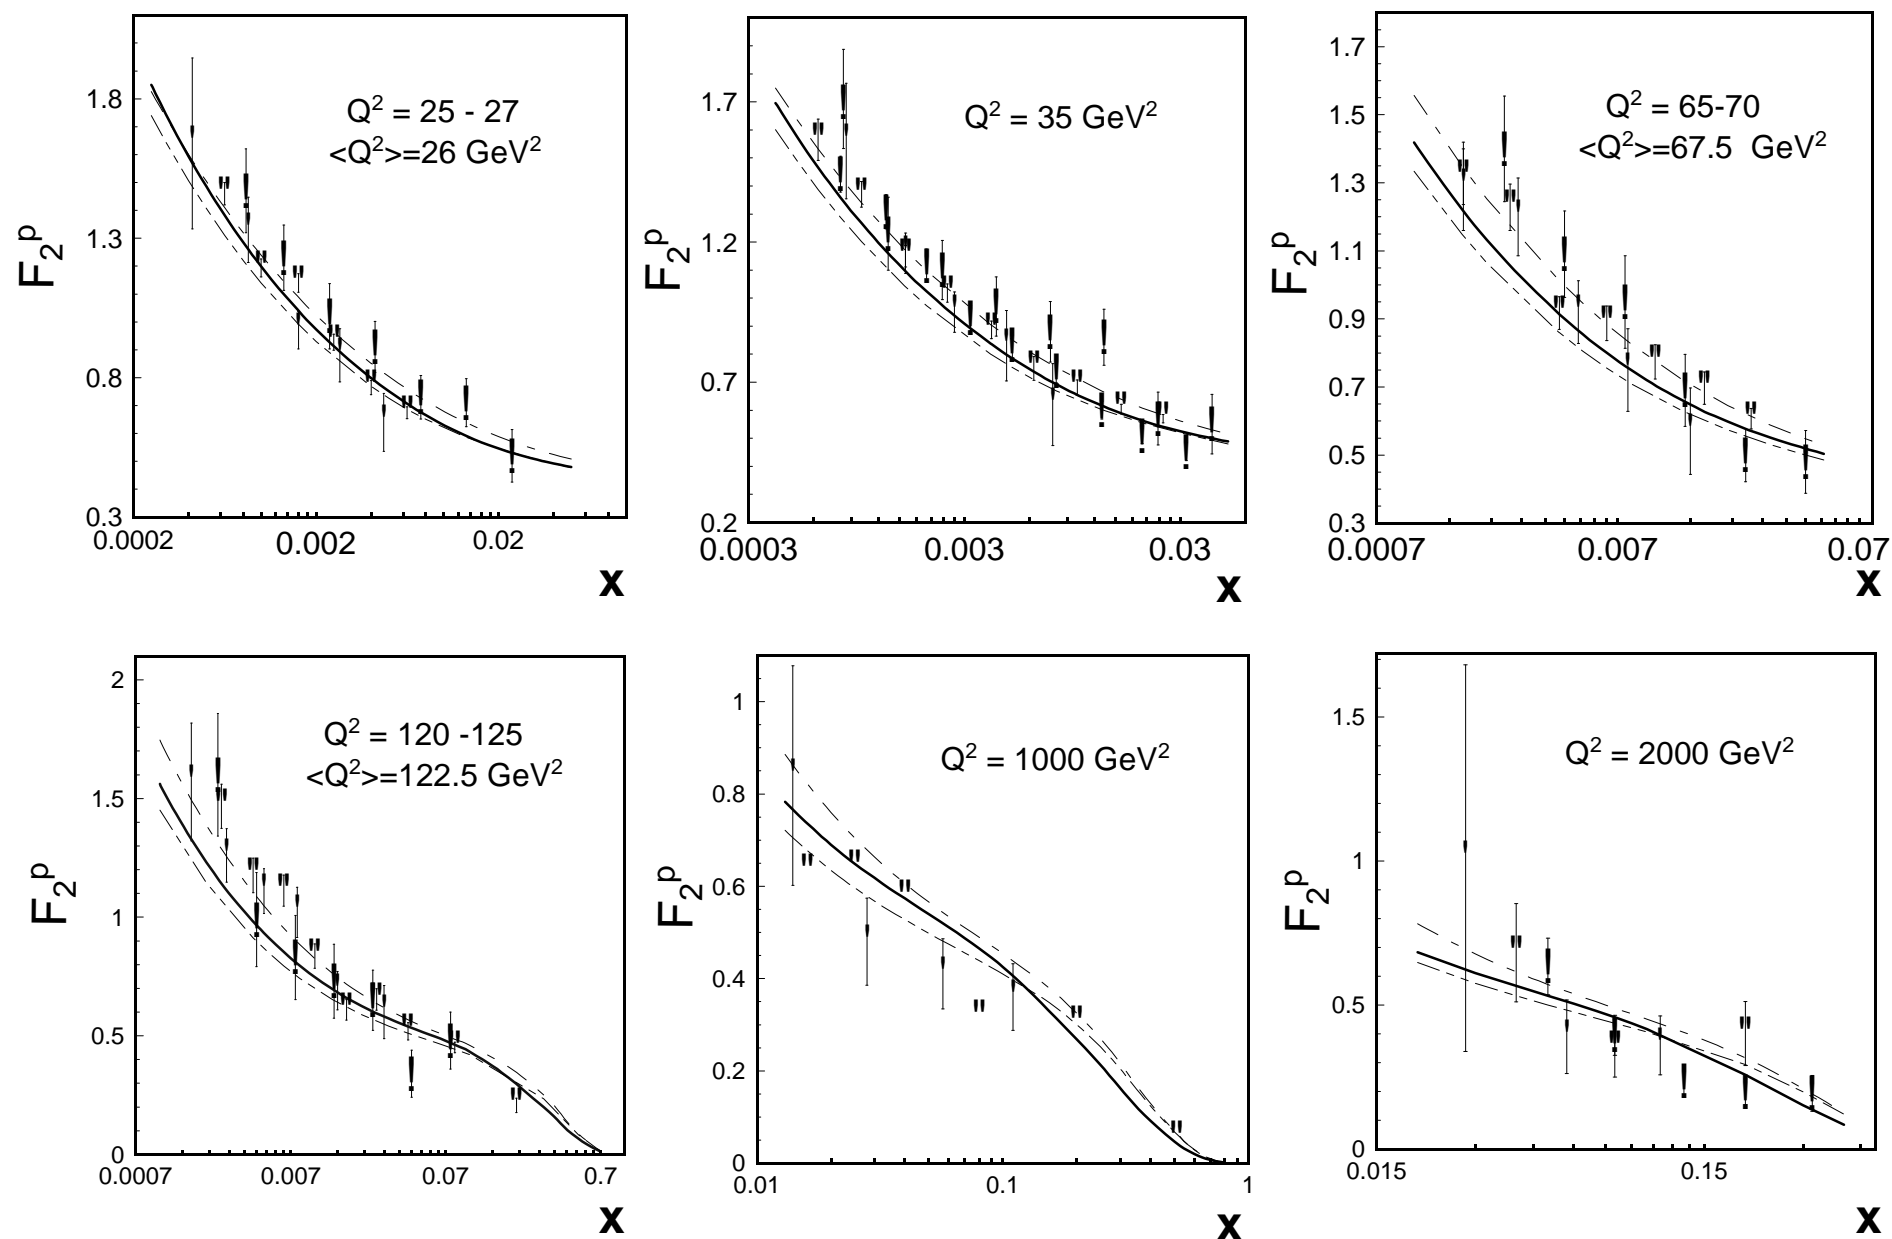 1.8
1.3
0.8
0.3
0.0002
0.002
0.02
F₂ᵖ
x
Q² = 25 - 27
<Q²>=26 GeV²
1.7
1.2
0.7
0.2
0.0003
0.003
0.03
F₂ᵖ
x
Q² = 35 GeV²
1.7
1.5
1.3
1.1
0.9
0.7
0.5
0.3
0.0007
0.007
0.07
F₂ᵖ
x
Q² = 65-70
<Q²>=67.5 GeV²
2
1.5
1
0.5
0
0.0007
0.007
0.07
0.7
F₂ᵖ
x
Q² = 120 -125
<Q²>=122.5 GeV²
1
0.8
0.6
0.4
0.2
0
0.01
0.1
1
F₂ᵖ
x
Q² = 1000 GeV²
1.5
1
0.5
0
0.015
0.15
F₂ᵖ
x
Q² = 2000 GeV²